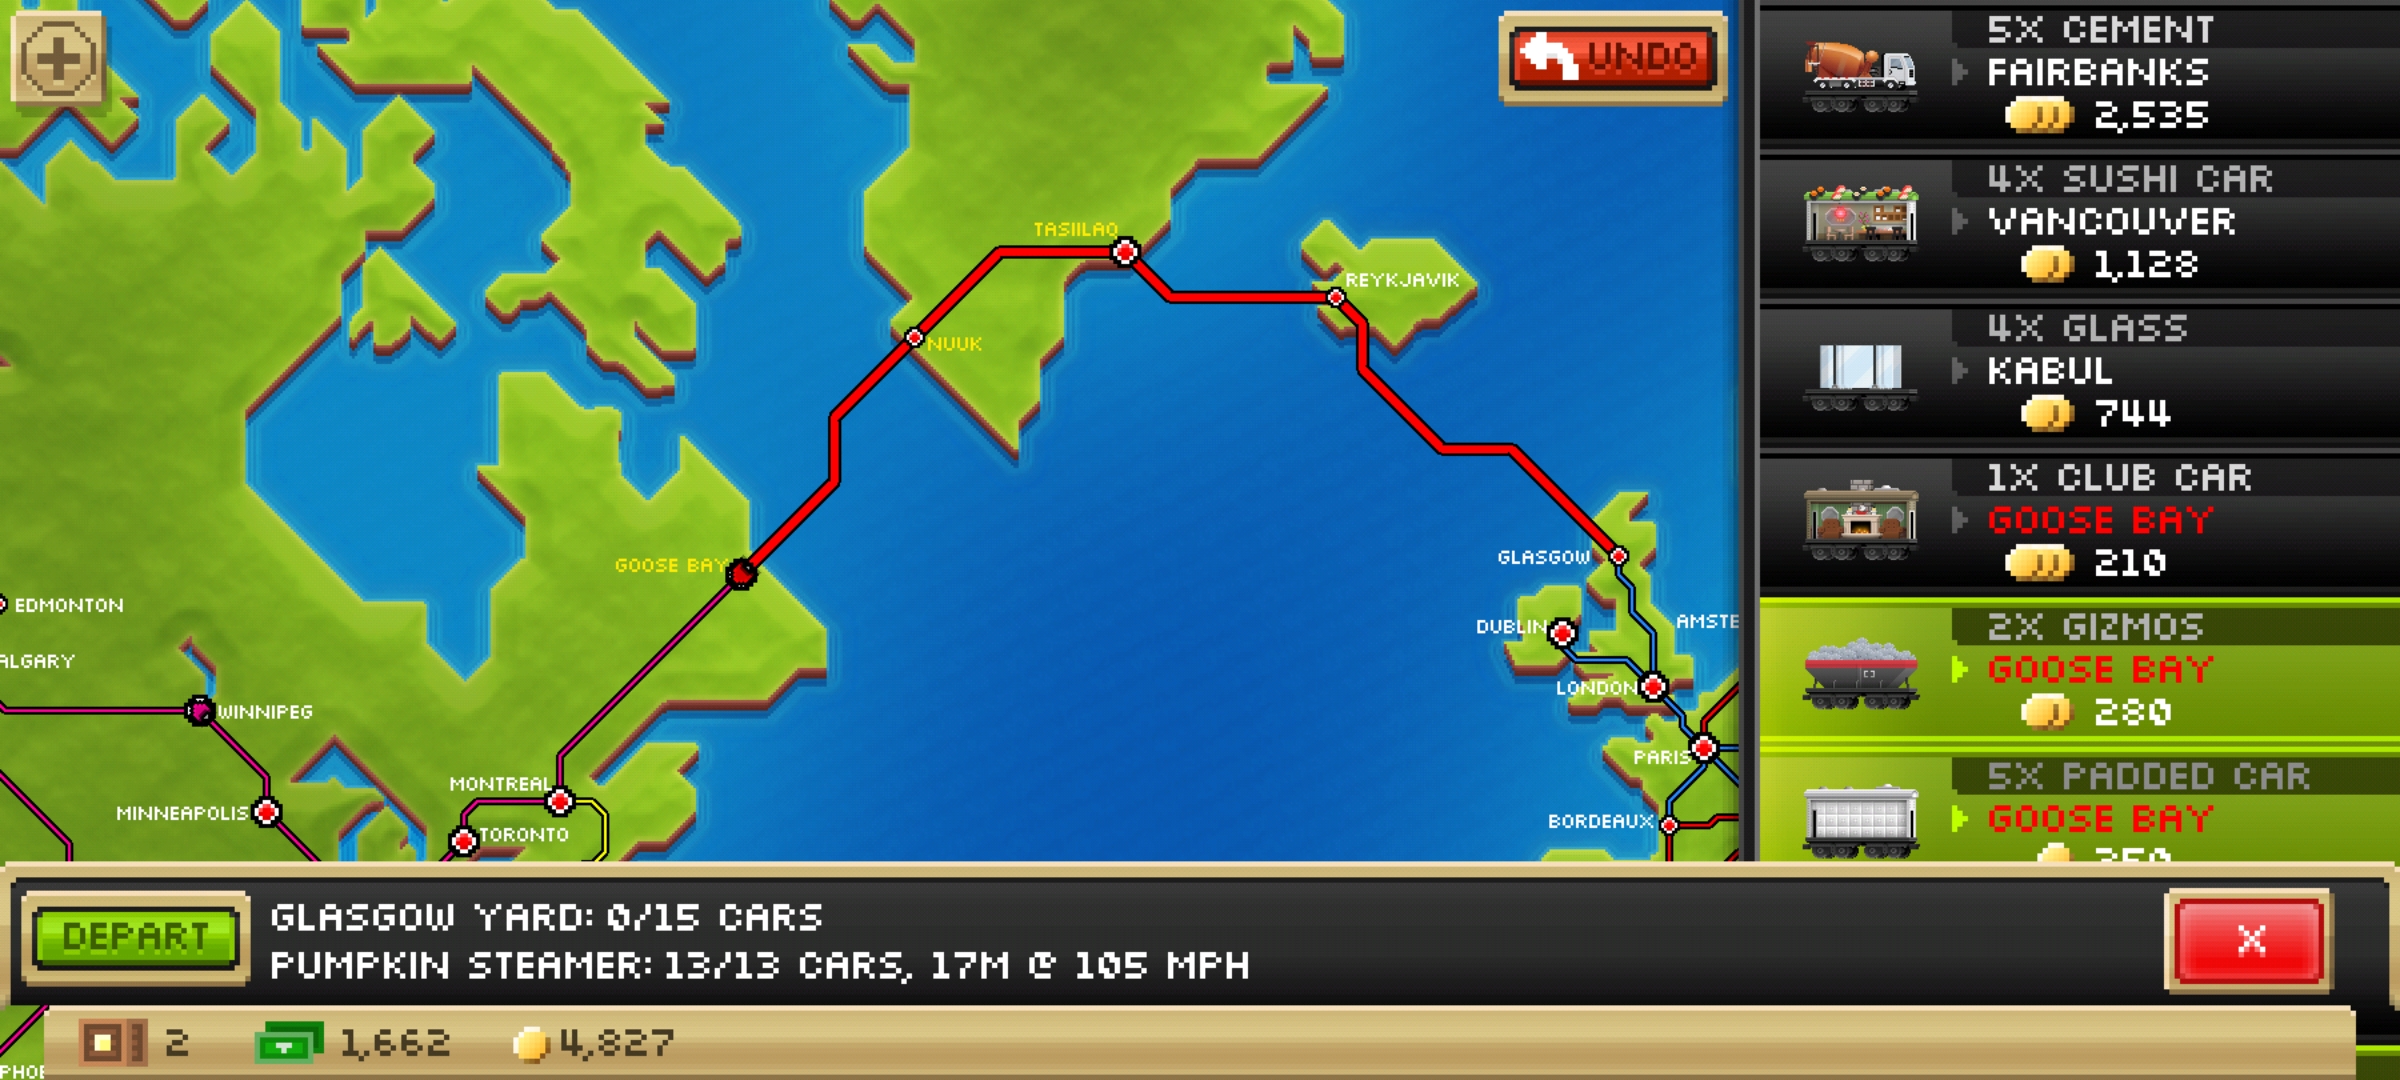 UNDO
5X CEMENT
FAIRBANKS
2,535
4X SUSHI CAR
VANCOUVER
1,128
4X GLASS
KABUL
744
1X CLUB CAR
GOOSE BAY
210
2X GIZMOS
GOOSE BAY
280
5X PADDED CAR
GOOSE BAY
TASIILAQ
REYKJAVIK
NUUK
GLASGOW
GOOSE BAY
EDMONTON
DUBLIN
AMSTE
ALGARY
LONDON
WINNIPEG
PARIS
MONTREAL
MINNEAPOLIS
BORDEAUX
TORONTO
DEPART
GLASGOW YARD: 0/15 CARS
PUMPKIN STEAMER: 13/13 CARS, 17M @ 105 MPH
X
2
1,662
4,827
PHOE